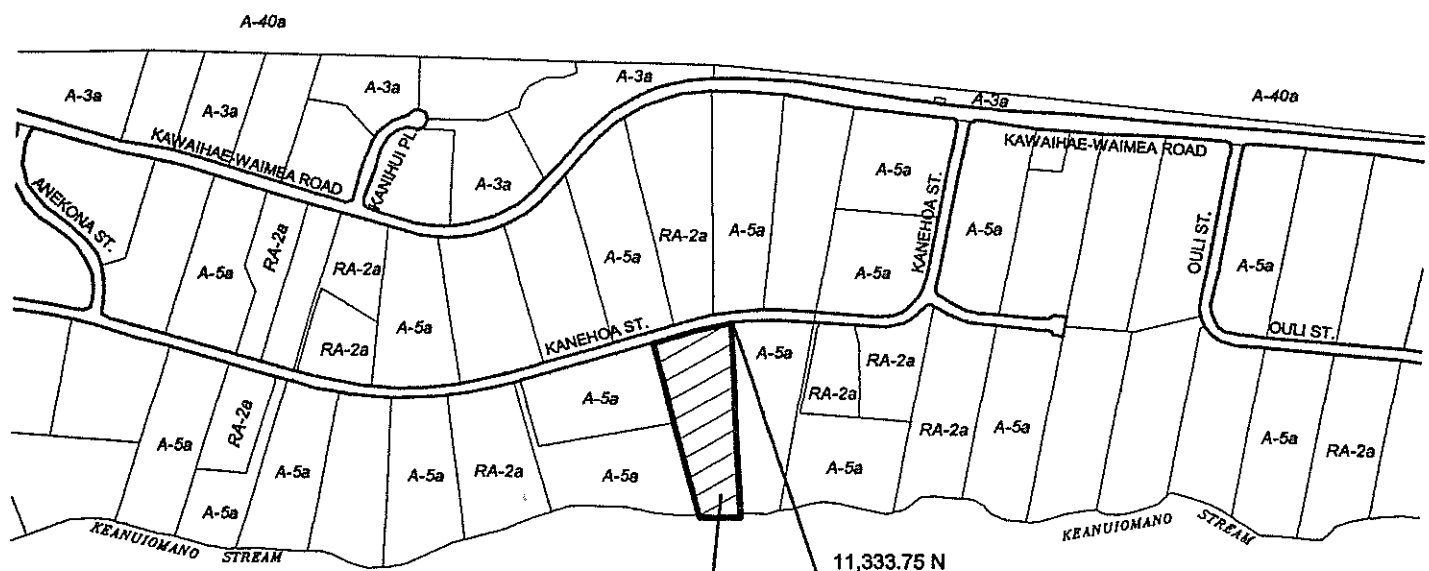 A-40a
A-3a
A-3a
A-3a
A-3a
A-3a
A-40a
KAWAIHAE-WAIMEA ROAD
KANIHUI PL.
A-3a
KAWAIHAE-WAIMEA ROAD
ANEKONA ST.
A-5a
RA-2a
RA-2a
A-5a
RA-2a
A-5a
A-5a
A-5a
KANEHOA ST.
A-5a
OULI ST.
A-5a
RA-2a
A-5a
KANEHOA ST.
OULI ST.
A-5a
RA-2a
A-5a
RA-2a
RA-2a
A-5a
RA-2a
A-5a
A-5a
A-5a
RA-2a
A-5a
A-5a
RA-2a
A-5a
A-5a
RA-2a
A-5a
KEANUIOMANO STREAM
KEANUIOMANO STREAM
11,333.75 N